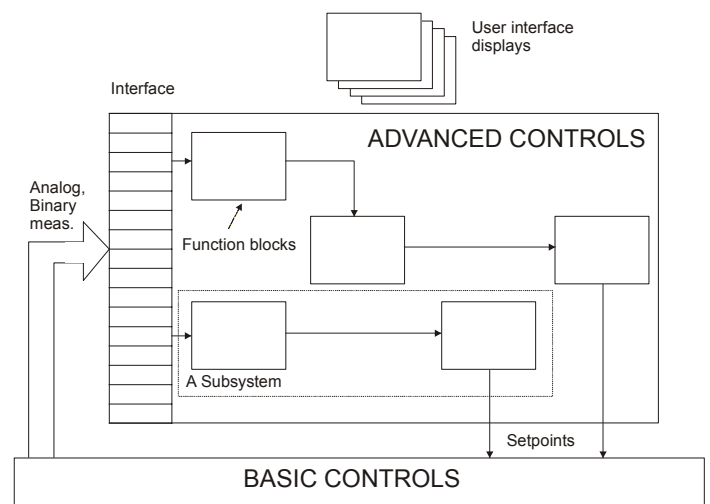 User interface
displays
Interface
ADVANCED CONTROLS
Analog,
Binary
meas.
Function blocks
A Subsystem
Setpoints
BASIC CONTROLS